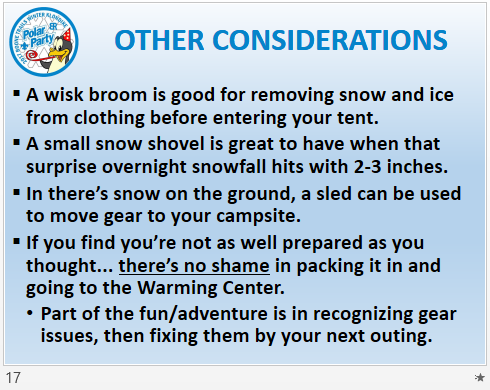 2017 BOONE TRAILS WINTER KLONDIKE
Polar
Party
OTHER CONSIDERATIONS
▪ A wisk broom is good for removing snow and ice
from clothing before entering your tent.
▪ A small snow shovel is great to have when that
surprise overnight snowfall hits with 2-3 inches.
▪ In there’s snow on the ground, a sled can be used
to move gear to your campsite.
▪ If you find you’re not as well prepared as you
thought... there’s no shame in packing it in and
going to the Warming Center.
• Part of the fun/adventure is in recognizing gear
issues, then fixing them by your next outing.
17